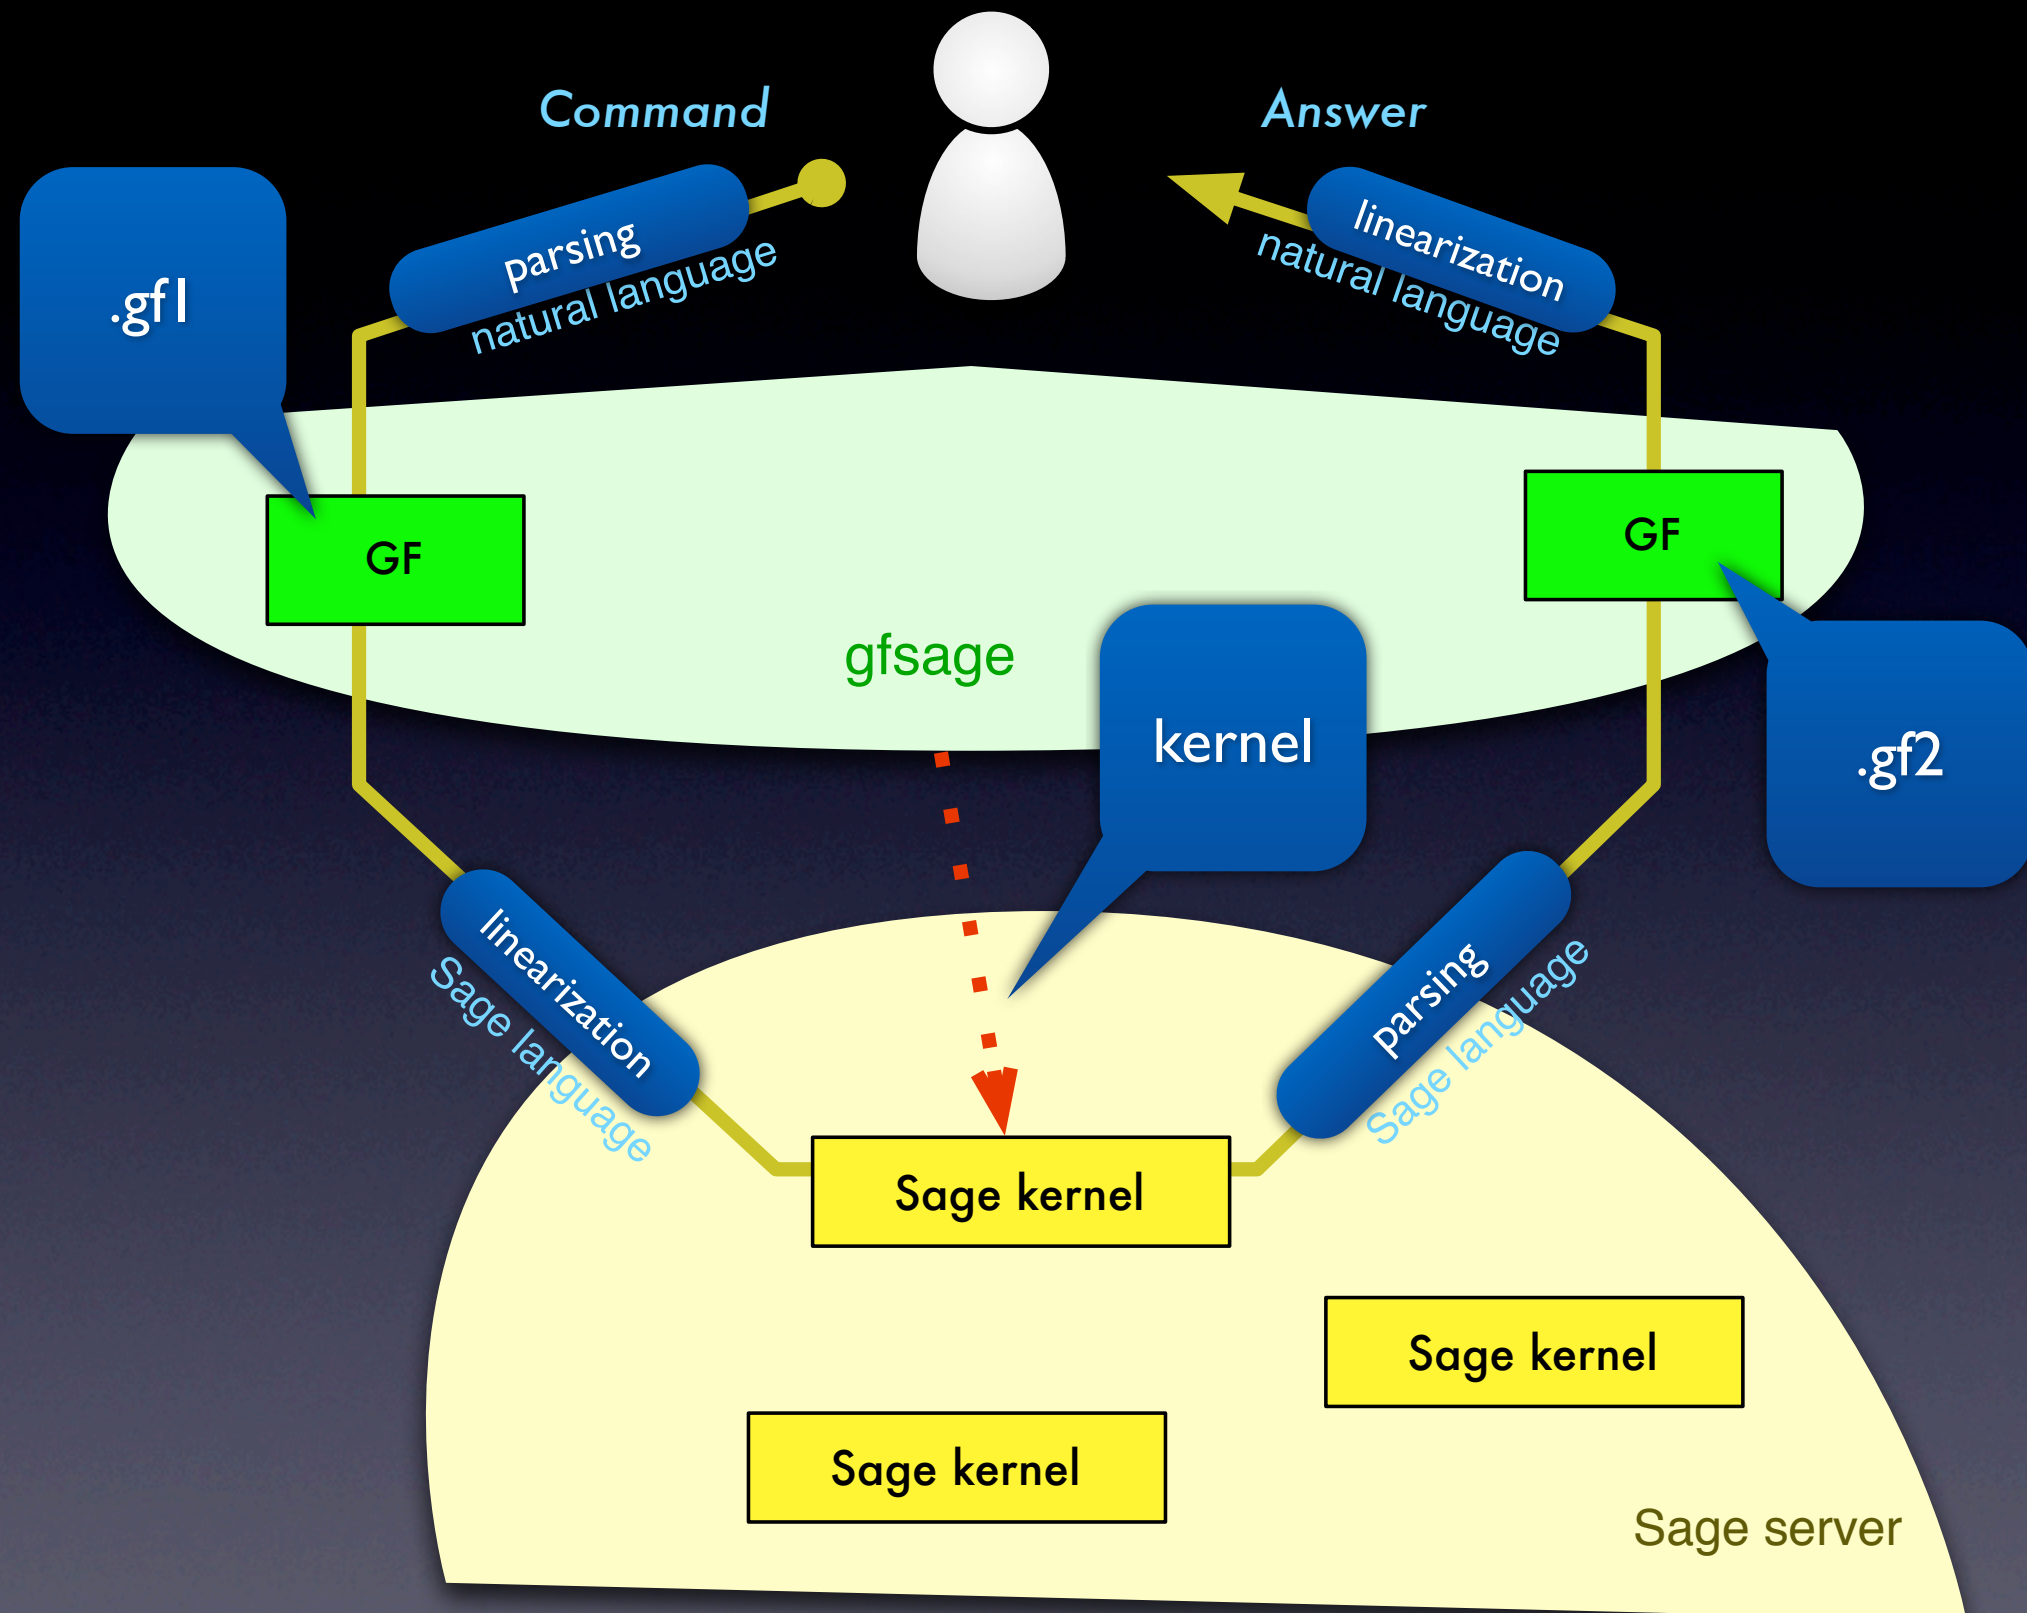 Command
Answer
parsing
natural language
linearization
natural language
.gf1
GF
GF
gfsage
kernel
.gf2
linearization
Sage language
parsing
Sage language
Sage kernel
Sage kernel
Sage kernel
Sage server